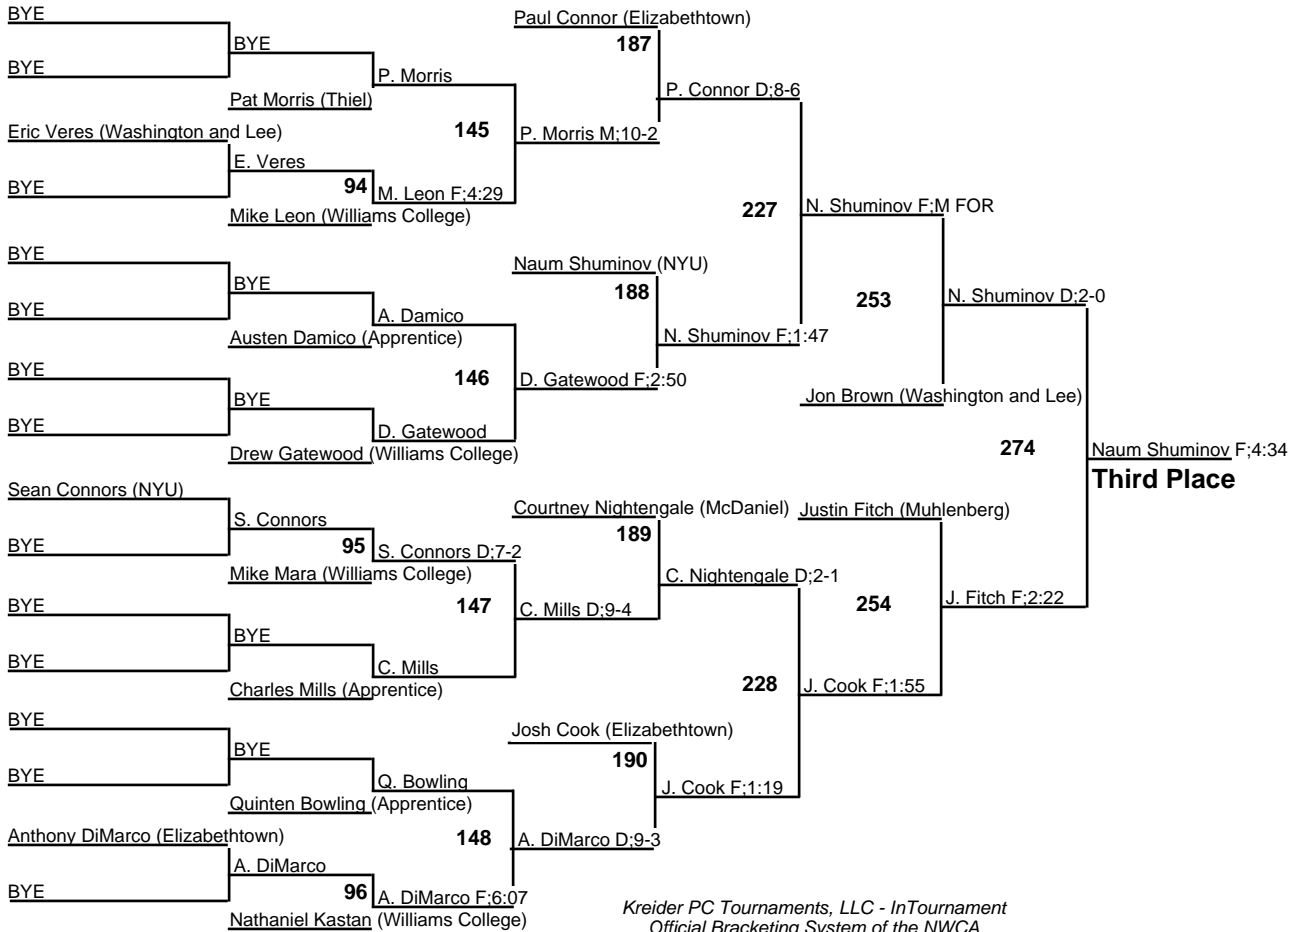 BYE
Paul Connor (Elizabethtown)
187
BYE
BYE
P. Morris
P. Connor D;8-6
Pat Morris (Thiel)
Eric Veres (Washington and Lee)
145
P. Morris M;10-2
E. Veres
94
M. Leon F;4:29
BYE
Mike Leon (Williams College)
227
N. Shuminov F;M FOR
BYE
Naum Shuminov (NYU)
BYE
188
253
N. Shuminov D;2-0
BYE
A. Damico
Austen Damico (Apprentice)
N. Shuminov F;1:47
BYE
146
D. Gatewood F;2:50
BYE
Jon Brown (Washington and Lee)
BYE
D. Gatewood
Drew Gatewood (Williams College)
274
Naum Shuminov F;4:34
Third Place
Sean Connors (NYU)
Courtney Nightengale (McDaniel)
Justin Fitch (Muhlenberg)
S. Connors
189
BYE
95
S. Connors D;7-2
Mike Mara (Williams College)
C. Nightengale D;2-1
BYE
147
C. Mills D;9-4
254
J. Fitch F;2:22
BYE
BYE
C. Mills
Charles Mills (Apprentice)
228
J. Cook F;1:55
BYE
Josh Cook (Elizabethtown)
BYE
190
BYE
Q. Bowling
J. Cook F;1:19
Quinten Bowling (Apprentice)
Anthony DiMarco (Elizabethtown)
148
A. DiMarco D;9-3
A. DiMarco
BYE
96
A. DiMarco F;6:07
Nathaniel Kastan (Williams College)
Kreider PC Tournaments, LLC - InTournament
Official Bracketing System of the NWCA